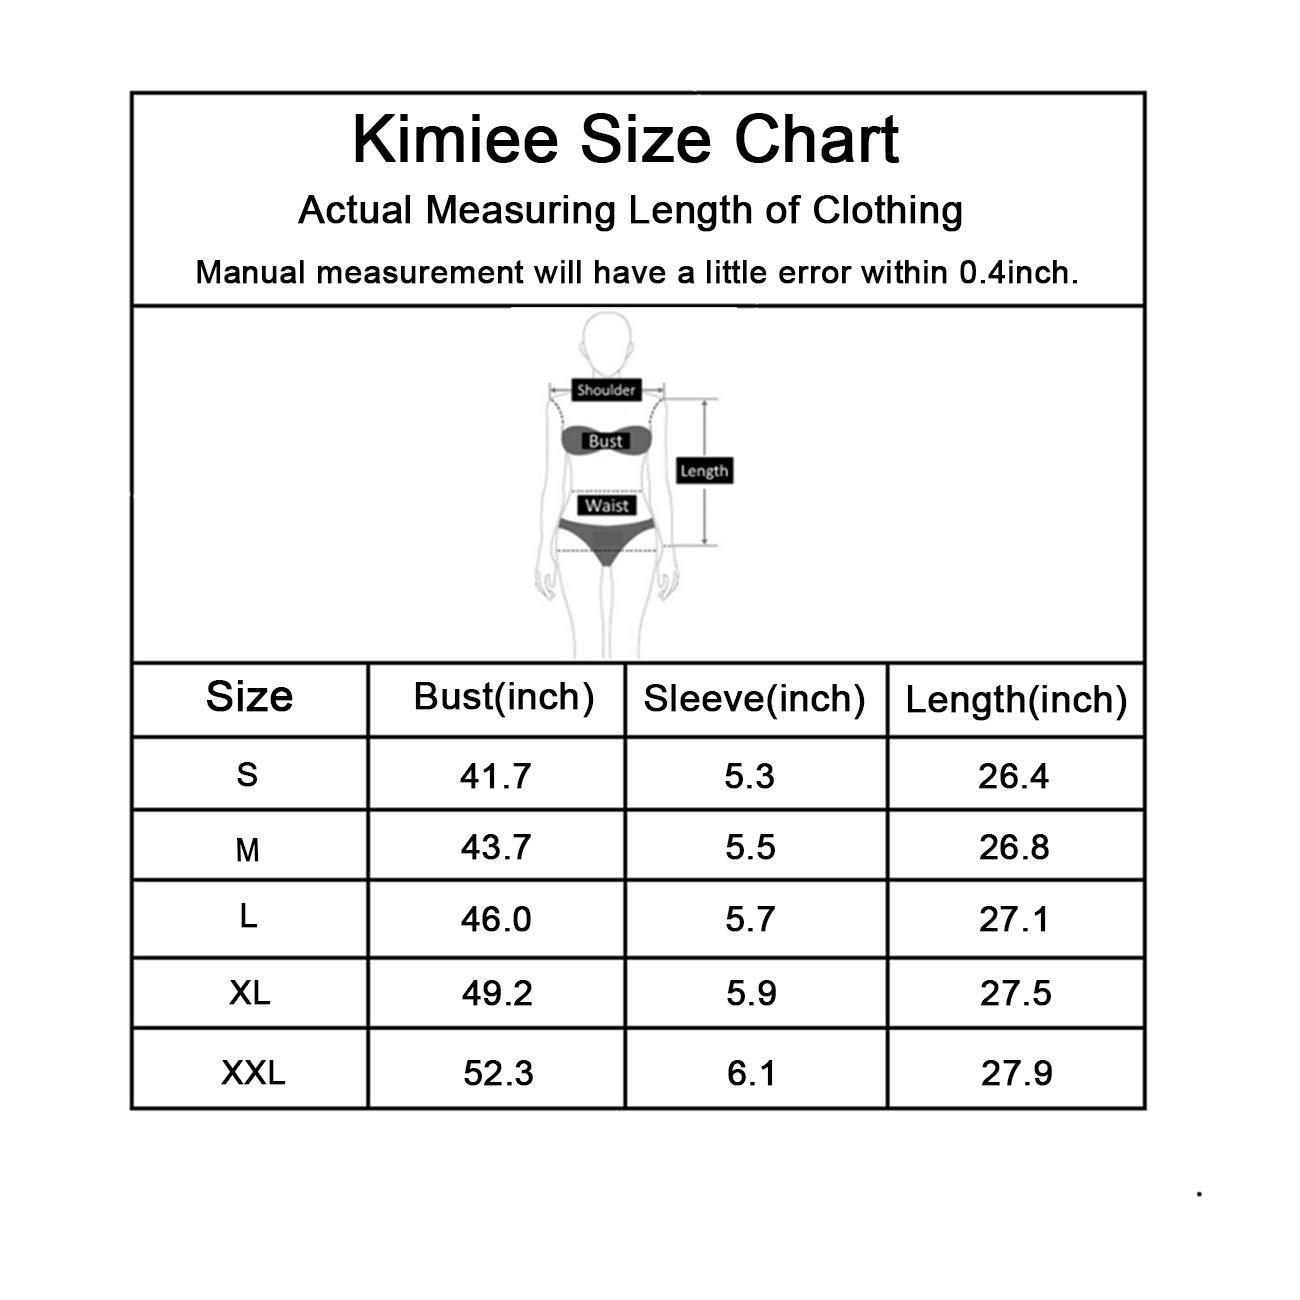 Kimiee Size Chart
Actual Measuring Length of Clothing
Manual measurement will have a little error within 0.4inch.
Shoulder
Bust
Length
Waist
Size Bust(inch) Sleeve(inch) Length(inch)
S 41.7 5.3 26.4
M 43.7 5.5 26.8
L 46.0 5.7 27.1
XL 49.2 5.9 27.5
XXL 52.3 6.1 27.9